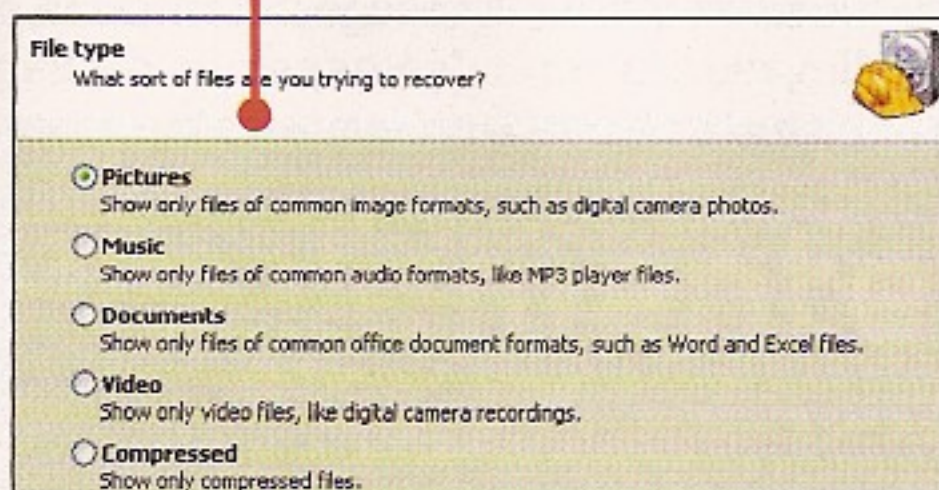 File type
What sort of files are you trying to recover?
Pictures
Show only files of common image formats, such as digital camera photos.
Music
Show only files of common audio formats, like MP3 player files.
Documents
Show only files of common office document formats, such as Word and Excel files.
Video
Show only video files, like digital camera recordings.
Compressed
Show only compressed files.